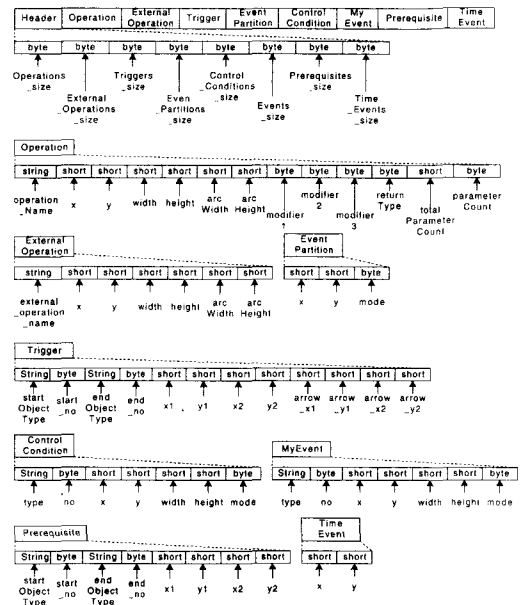 Header Operation External Operation Trigger Event Partition Control Condition My Event Prerequisite Time Event
byte byte byte byte byte byte byte byte
Operations _size Triggers _size Control _Conditions _size Prerequisites _size
External _Operations _size Even _Partitions _size Events _size Time _Events _size
Operation
string short short short short short short byte byte byte byte short byte
operation _Name x y width height arc Width arc Height modifier 1 modifier 2 modifier 3 return Type total Parameter Count parameter Count
External Operation
string short short short short short short
external _operation _name x y width height arc Width arc Height
Event Partition
short short byte
x y mode
Trigger
String byte String byte short short short short short short short short
start Object Type start _no end Object Type end _no x1 y1 x2 y2 arrow _x1 arrow _y1 arrow _x2 arrow _y2
Control Condition
String byte short short short short byte
type no x y width height mode
MyEvent
String byte short short short short byte
type no x y width height mode
Prerequisite
String byte String byte short short short short
start Object Type start _no end Object Type end _no x1 y1 x2 y2
Time Event
short short
x y